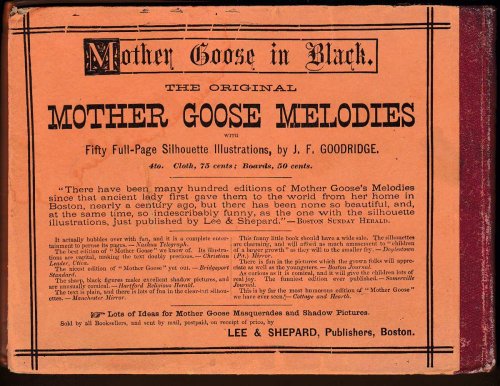 Mother Goose in Black.
THE ORIGINAL
MOTHER GOOSE MELODIES
WITH
Fifty Full-Page Silhouette Illustrations, by J. F. GOODRIDGE.
4to. Cloth, 75 cents; Boards, 50 cents.
"There have been many hundred editions of Mother Goose's Melodies
since that ancient lady first gave them to the world from her home in
Boston, nearly a century ago, but there has been none so beautiful, and,
at the same time, so indescribably funny, as the one with the silhouette
illustrations, just published by Lee & Shepard."—BOSTON SUNDAY HERALD.
It actually bubbles over with fun, and it is a complete enter-
tainment to peruse its pages.—Hudson Telegraph.
The best edition of "Mother Goose" we know of. Its illustra-
tions are capital, making the text doubly precious.—Christian
Leader, Ohio.
The nicest edition of "Mother Goose" yet out.—Bridgeport
Standard.
The sharp, black figures make excellent shadow pictures, and
are unusually comical.—Hartford Religious Herald.
The text is plain, and there is lots of fun in the clear-cut silhou-
ettes.—Manchester Mirror.
This funny little book should have a wide sale. The silhouettes
are charming, and will afford as much amusement to "children
of a larger growth" as they will to the smaller fry.—Doylestown
(Pa.) Mirror.
There is fun in the pictures which the grown folks will appre-
ciate as well as the youngsters.—Boston Journal.
As curious as it is comical, and it will give the children lots of
real joy. The funniest edition ever published.—Somerville
Journal.
This is by far the most humorous edition of "Mother Goose"
we have ever seen.—Cottage and Hearth.
☞ Lots of Ideas for Mother Goose Masquerades and Shadow Pictures.
Sold by all Booksellers, and sent by mail, postpaid, on receipt of price, by
LEE & SHEPARD, Publishers, Boston.